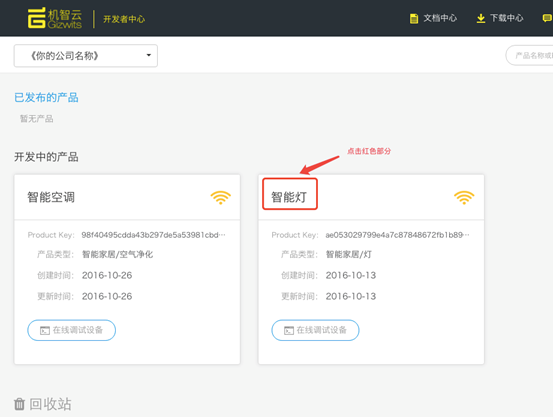 机智云
Gizwits
开发者中心
文档中心
下载中心
《你的公司名称》
产品名称或
已发布的产品
暂无产品
开发中的产品
点击红色部分
智能空调
Product Key: 98f40495cdda43b297de5a53981cbd···
产品类型: 智能家居/空气净化
创建时间: 2016-10-26
更新时间: 2016-10-26
在线调试设备
智能灯
Product Key: ae053029799e4a7c87848672fb1b89···
产品类型: 智能家居/灯
创建时间: 2016-10-13
更新时间: 2016-10-13
在线调试设备
回收站